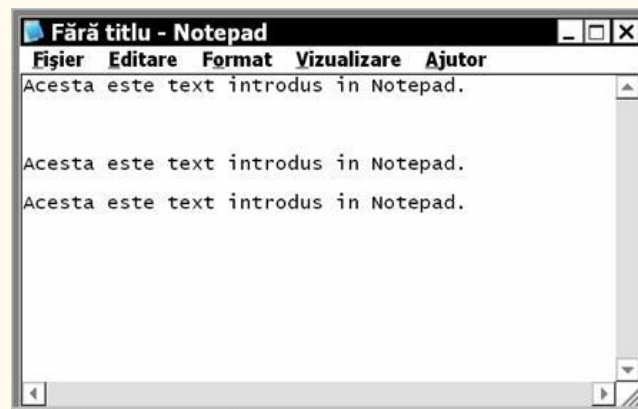 Fără titlu - Notepad
Fișier Editare Format Vizualizare Ajutor
Acesta este text introdus in Notepad.
Acesta este text introdus in Notepad.
Acesta este text introdus in Notepad.